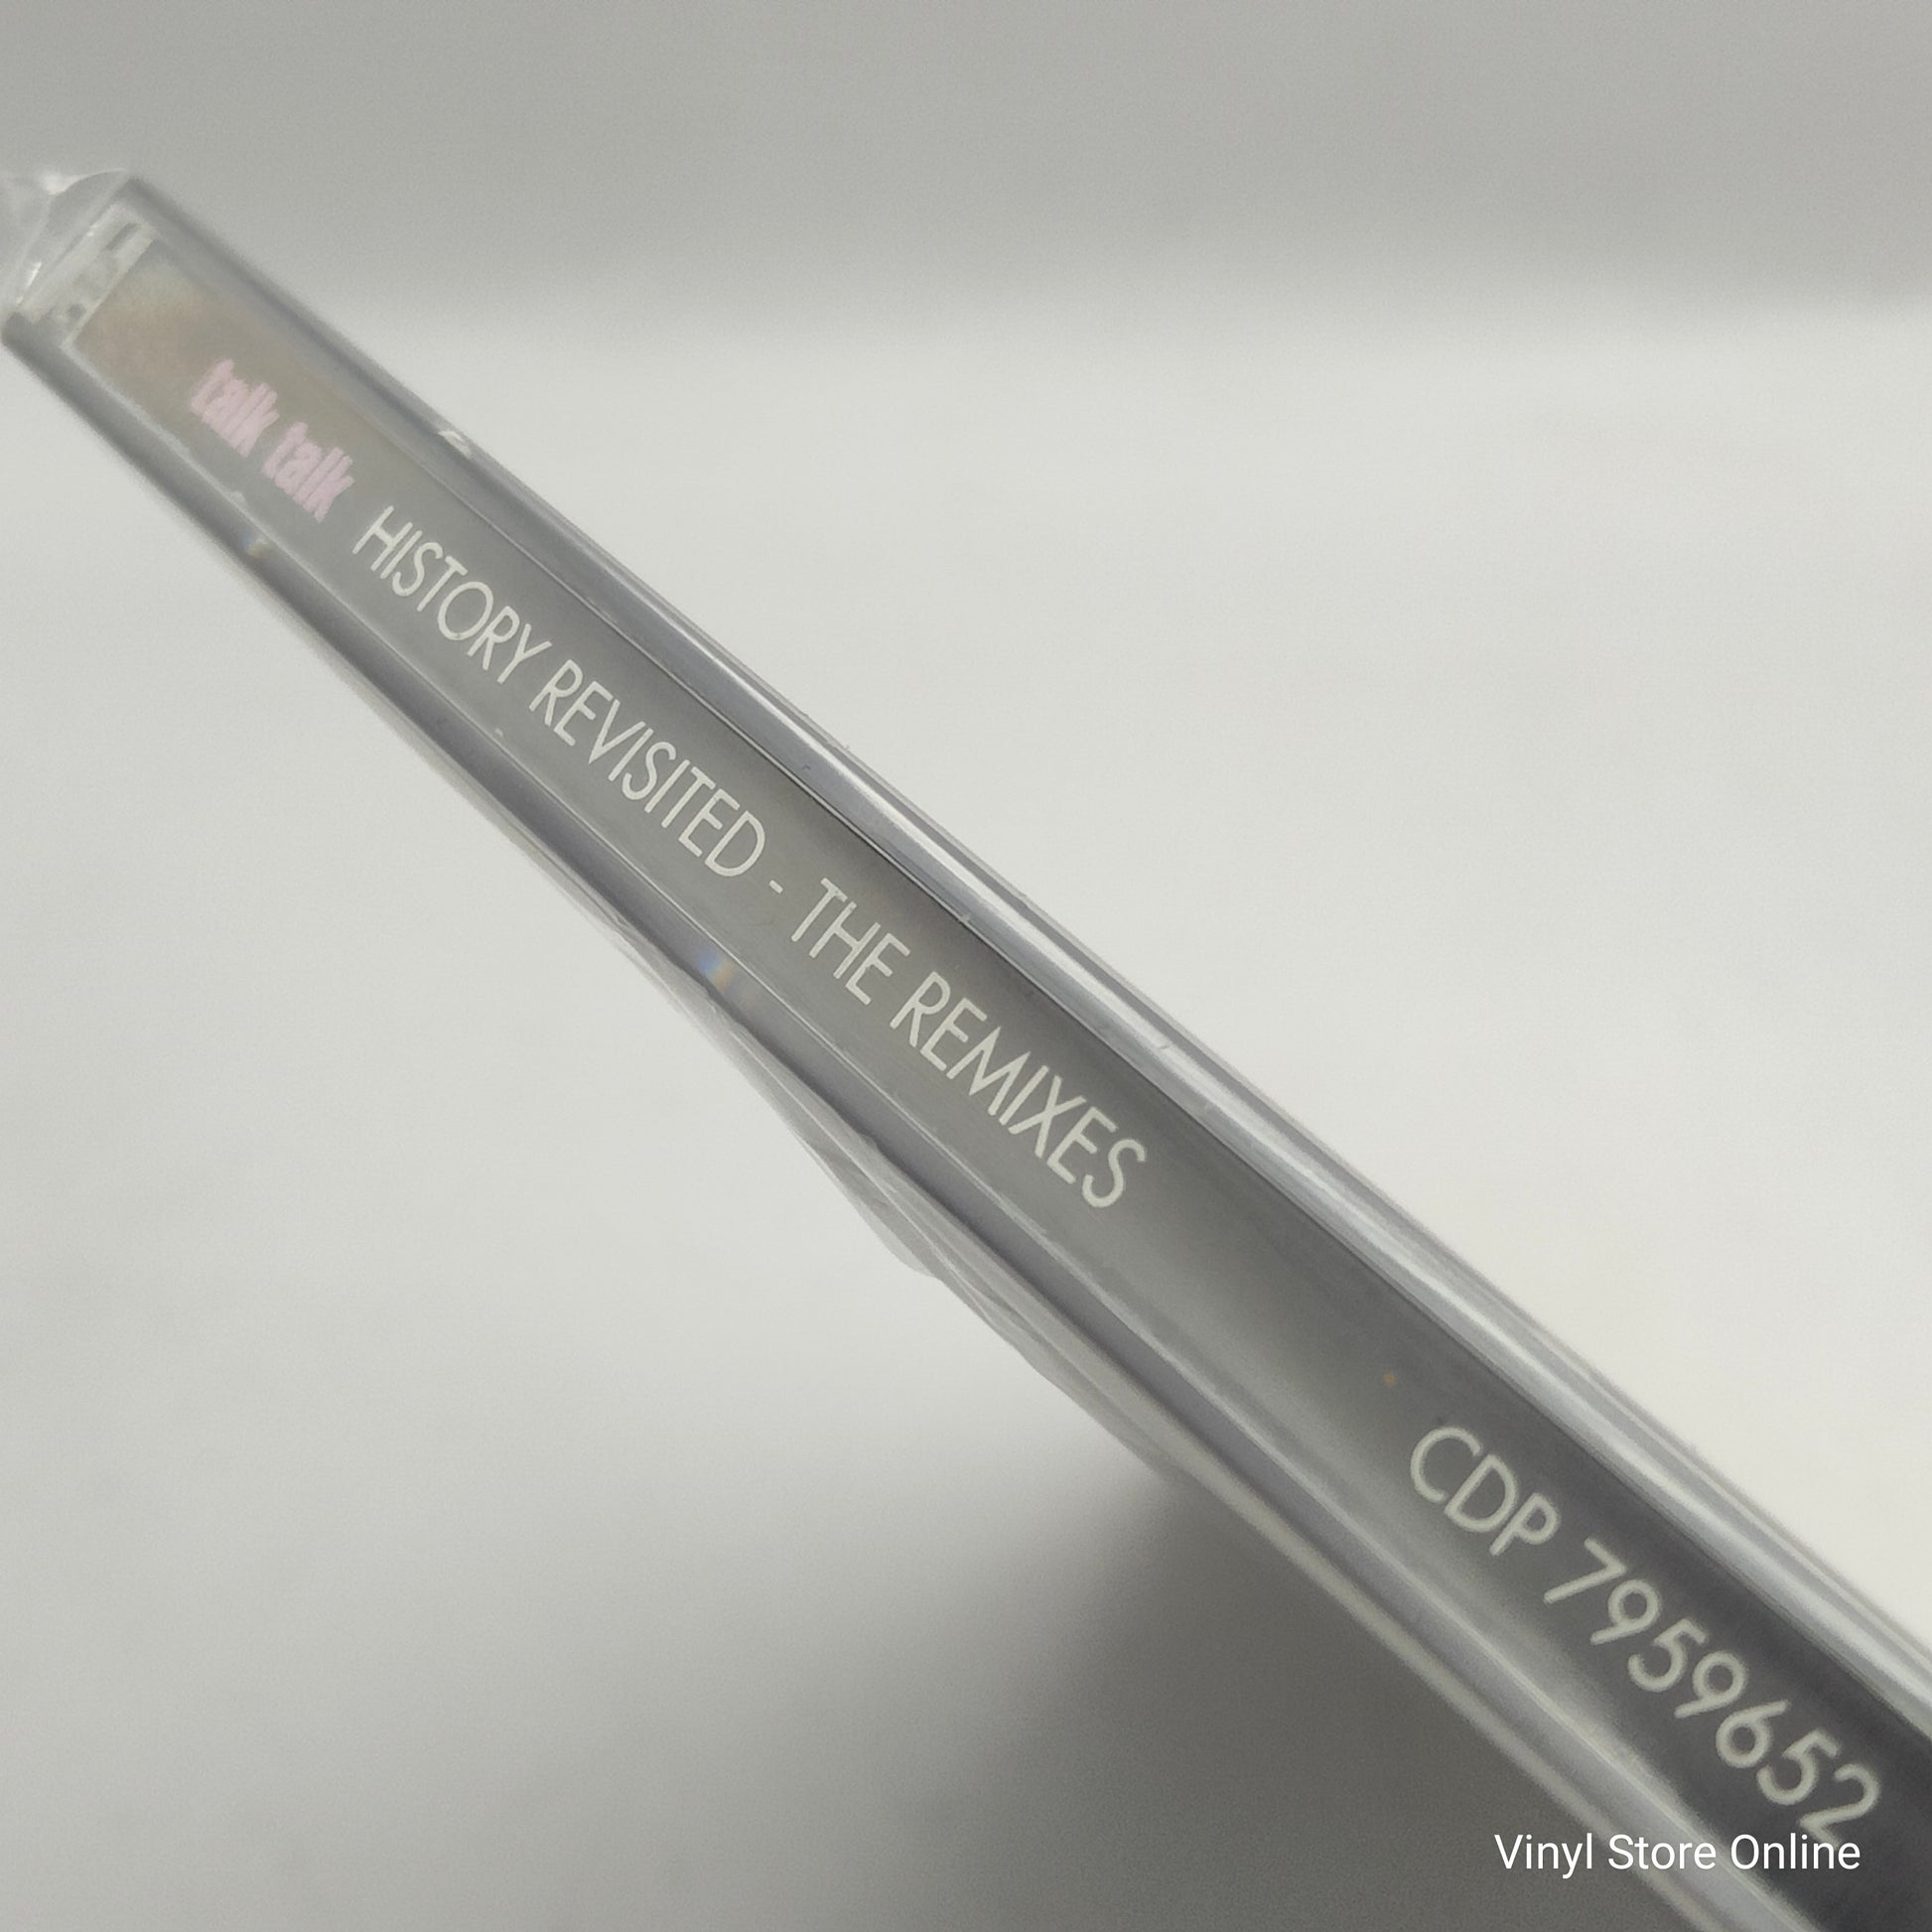 talk talk HISTORY REVISITED - THE REMIXES CDP 7959652
Vinyl Store Online